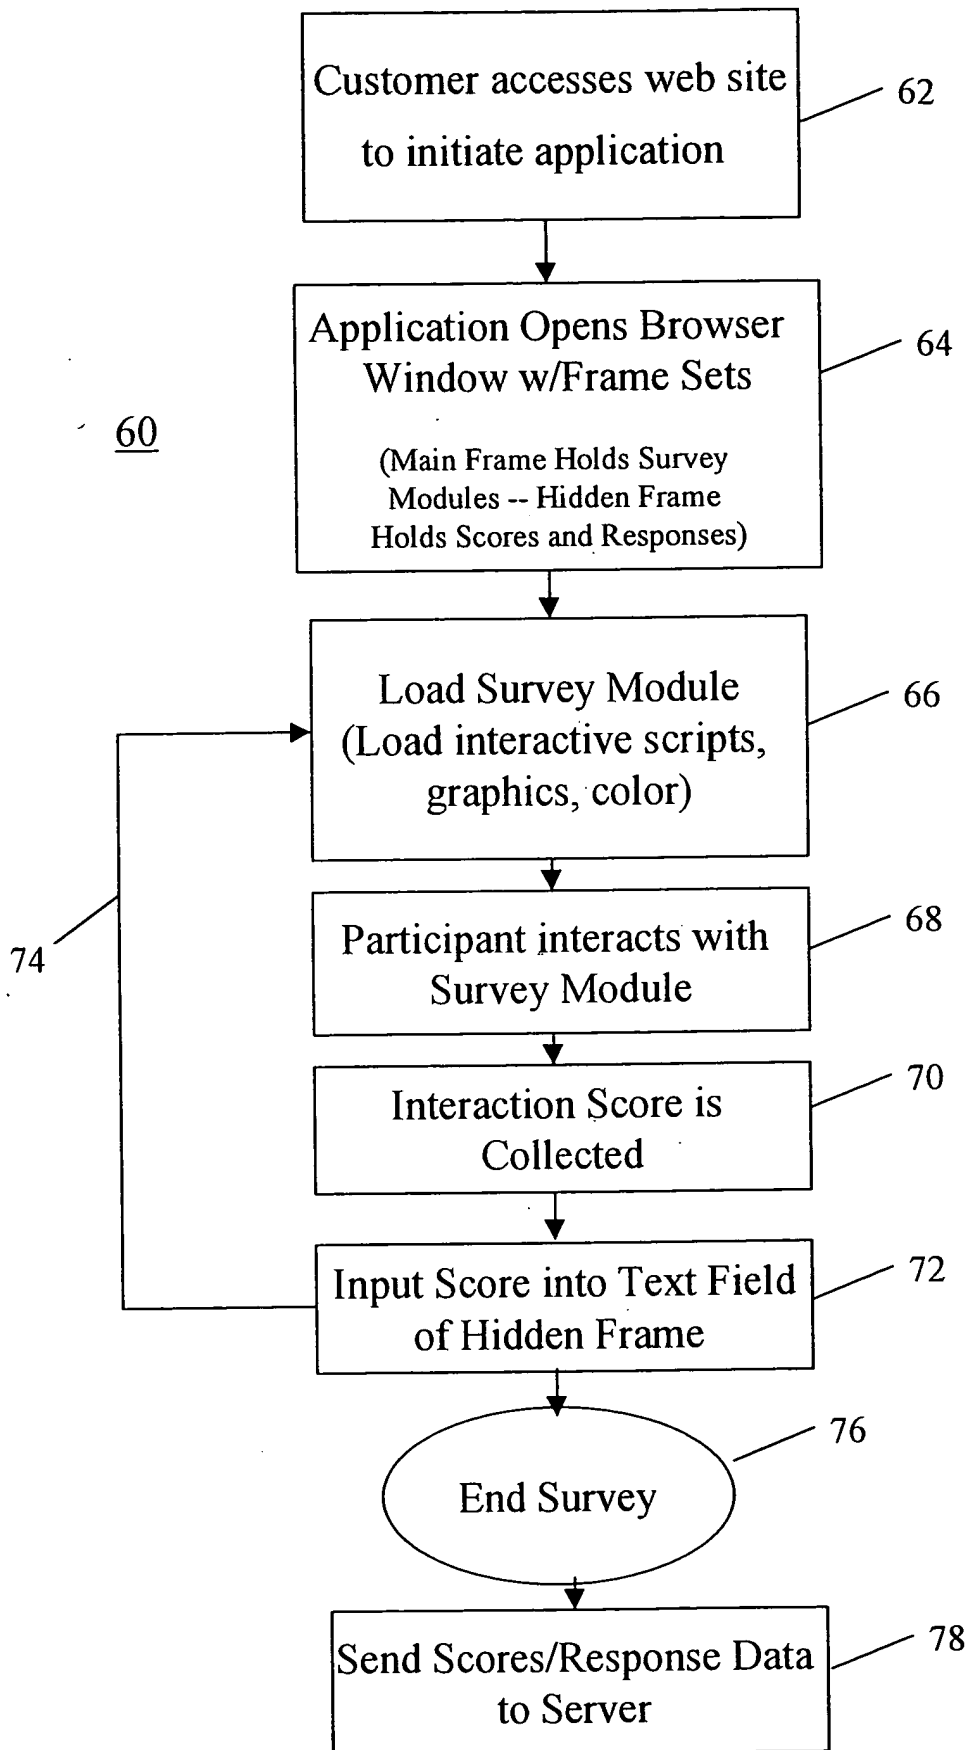 Customer accesses web site
to initiate application
62
Application Opens Browser
Window w/Frame Sets
(Main Frame Holds Survey
Modules -- Hidden Frame
Holds Scores and Responses)
64
60
Load Survey Module
(Load interactive scripts,
graphics, color)
66
Participant interacts with
Survey Module
68
74
Interaction Score is
Collected
70
Input Score into Text Field
of Hidden Frame
72
End Survey
76
Send Scores/Response Data
to Server
78